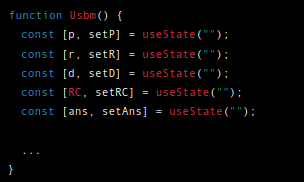 function Usbm() {
const [p, setP] = useState("");
const [r, setR] = useState("");
const [d, setD] = useState("");
const [RC, setRC] = useState("");
const [ans, setAns] = useState("");
...
}